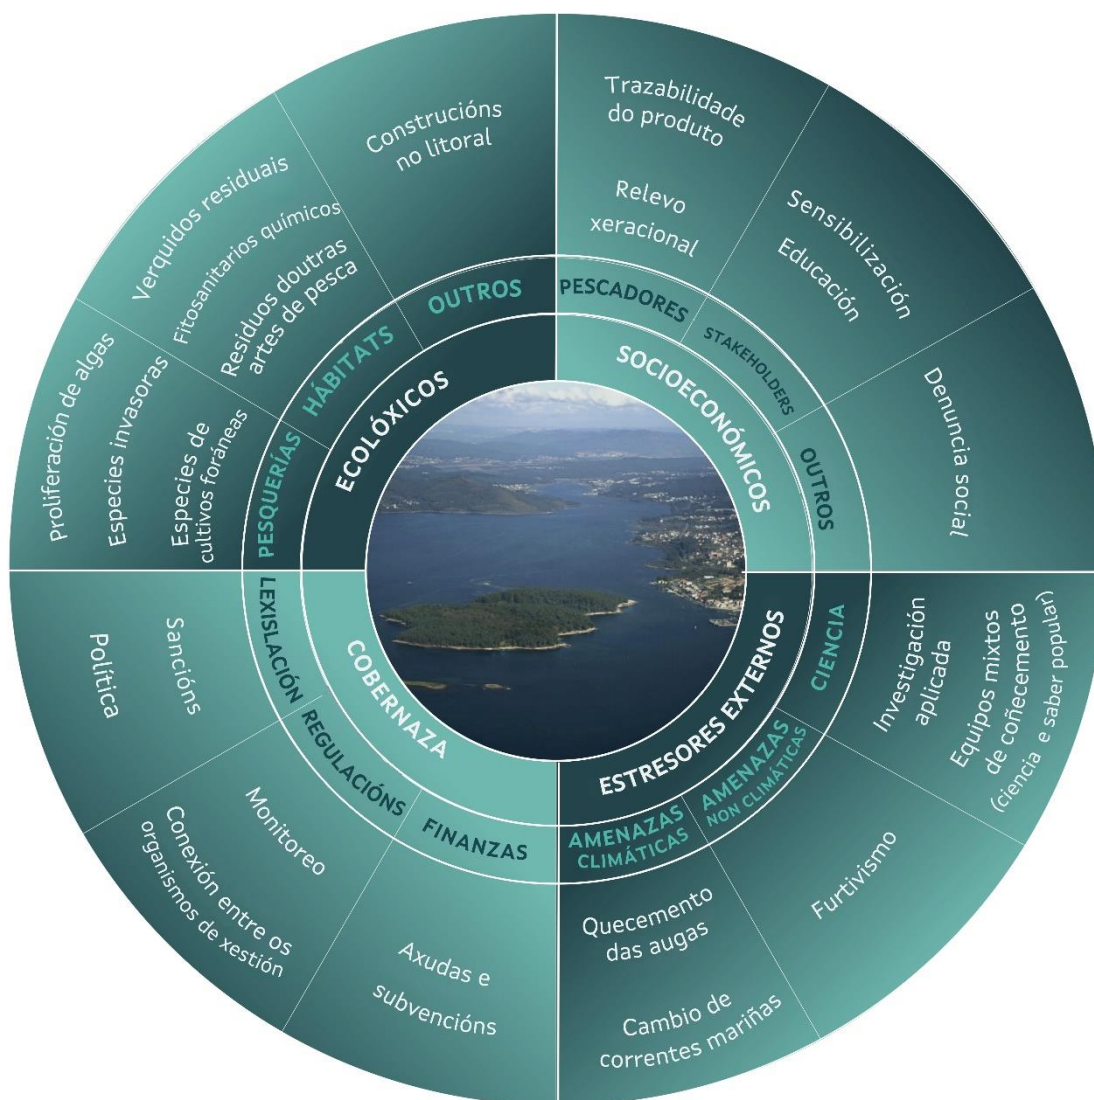 ECOLÓXICOS
OUTROS
Construcións
no litoral
HÁBITATS
Verquidos residuais
Fitosanitarios químicos
Residuos doutras
artes de pesca
PESQUERÍAS
Proliferación de algas
Especies invasoras
Especies de
cultivos foráneas
SOCIOECONÓMICOS
PESCADORES
Trazabilidade
do produto
Relevo
xeracional
STAKEHOLDERS
Sensibilización
Educación
OUTROS
Denuncia social
ESTRESORES EXTERNOS
CIENCIA
Investigación
aplicada
Equipos mixtos
de coñecemento
(ciencia e saber popular)
AMENAZAS
NON CLIMÁTICAS
Furtivismo
AMENAZAS
CLIMÁTICAS
Quecemento
das augas
Cambio de
correntes mariñas
COBERNAZA
LEXISLACIÓN
Política
Sancións
REGULACIÓNS
Monitoreo
Conexión entre os
organismos de xestión
FINANZAS
Axudas e
subvencións